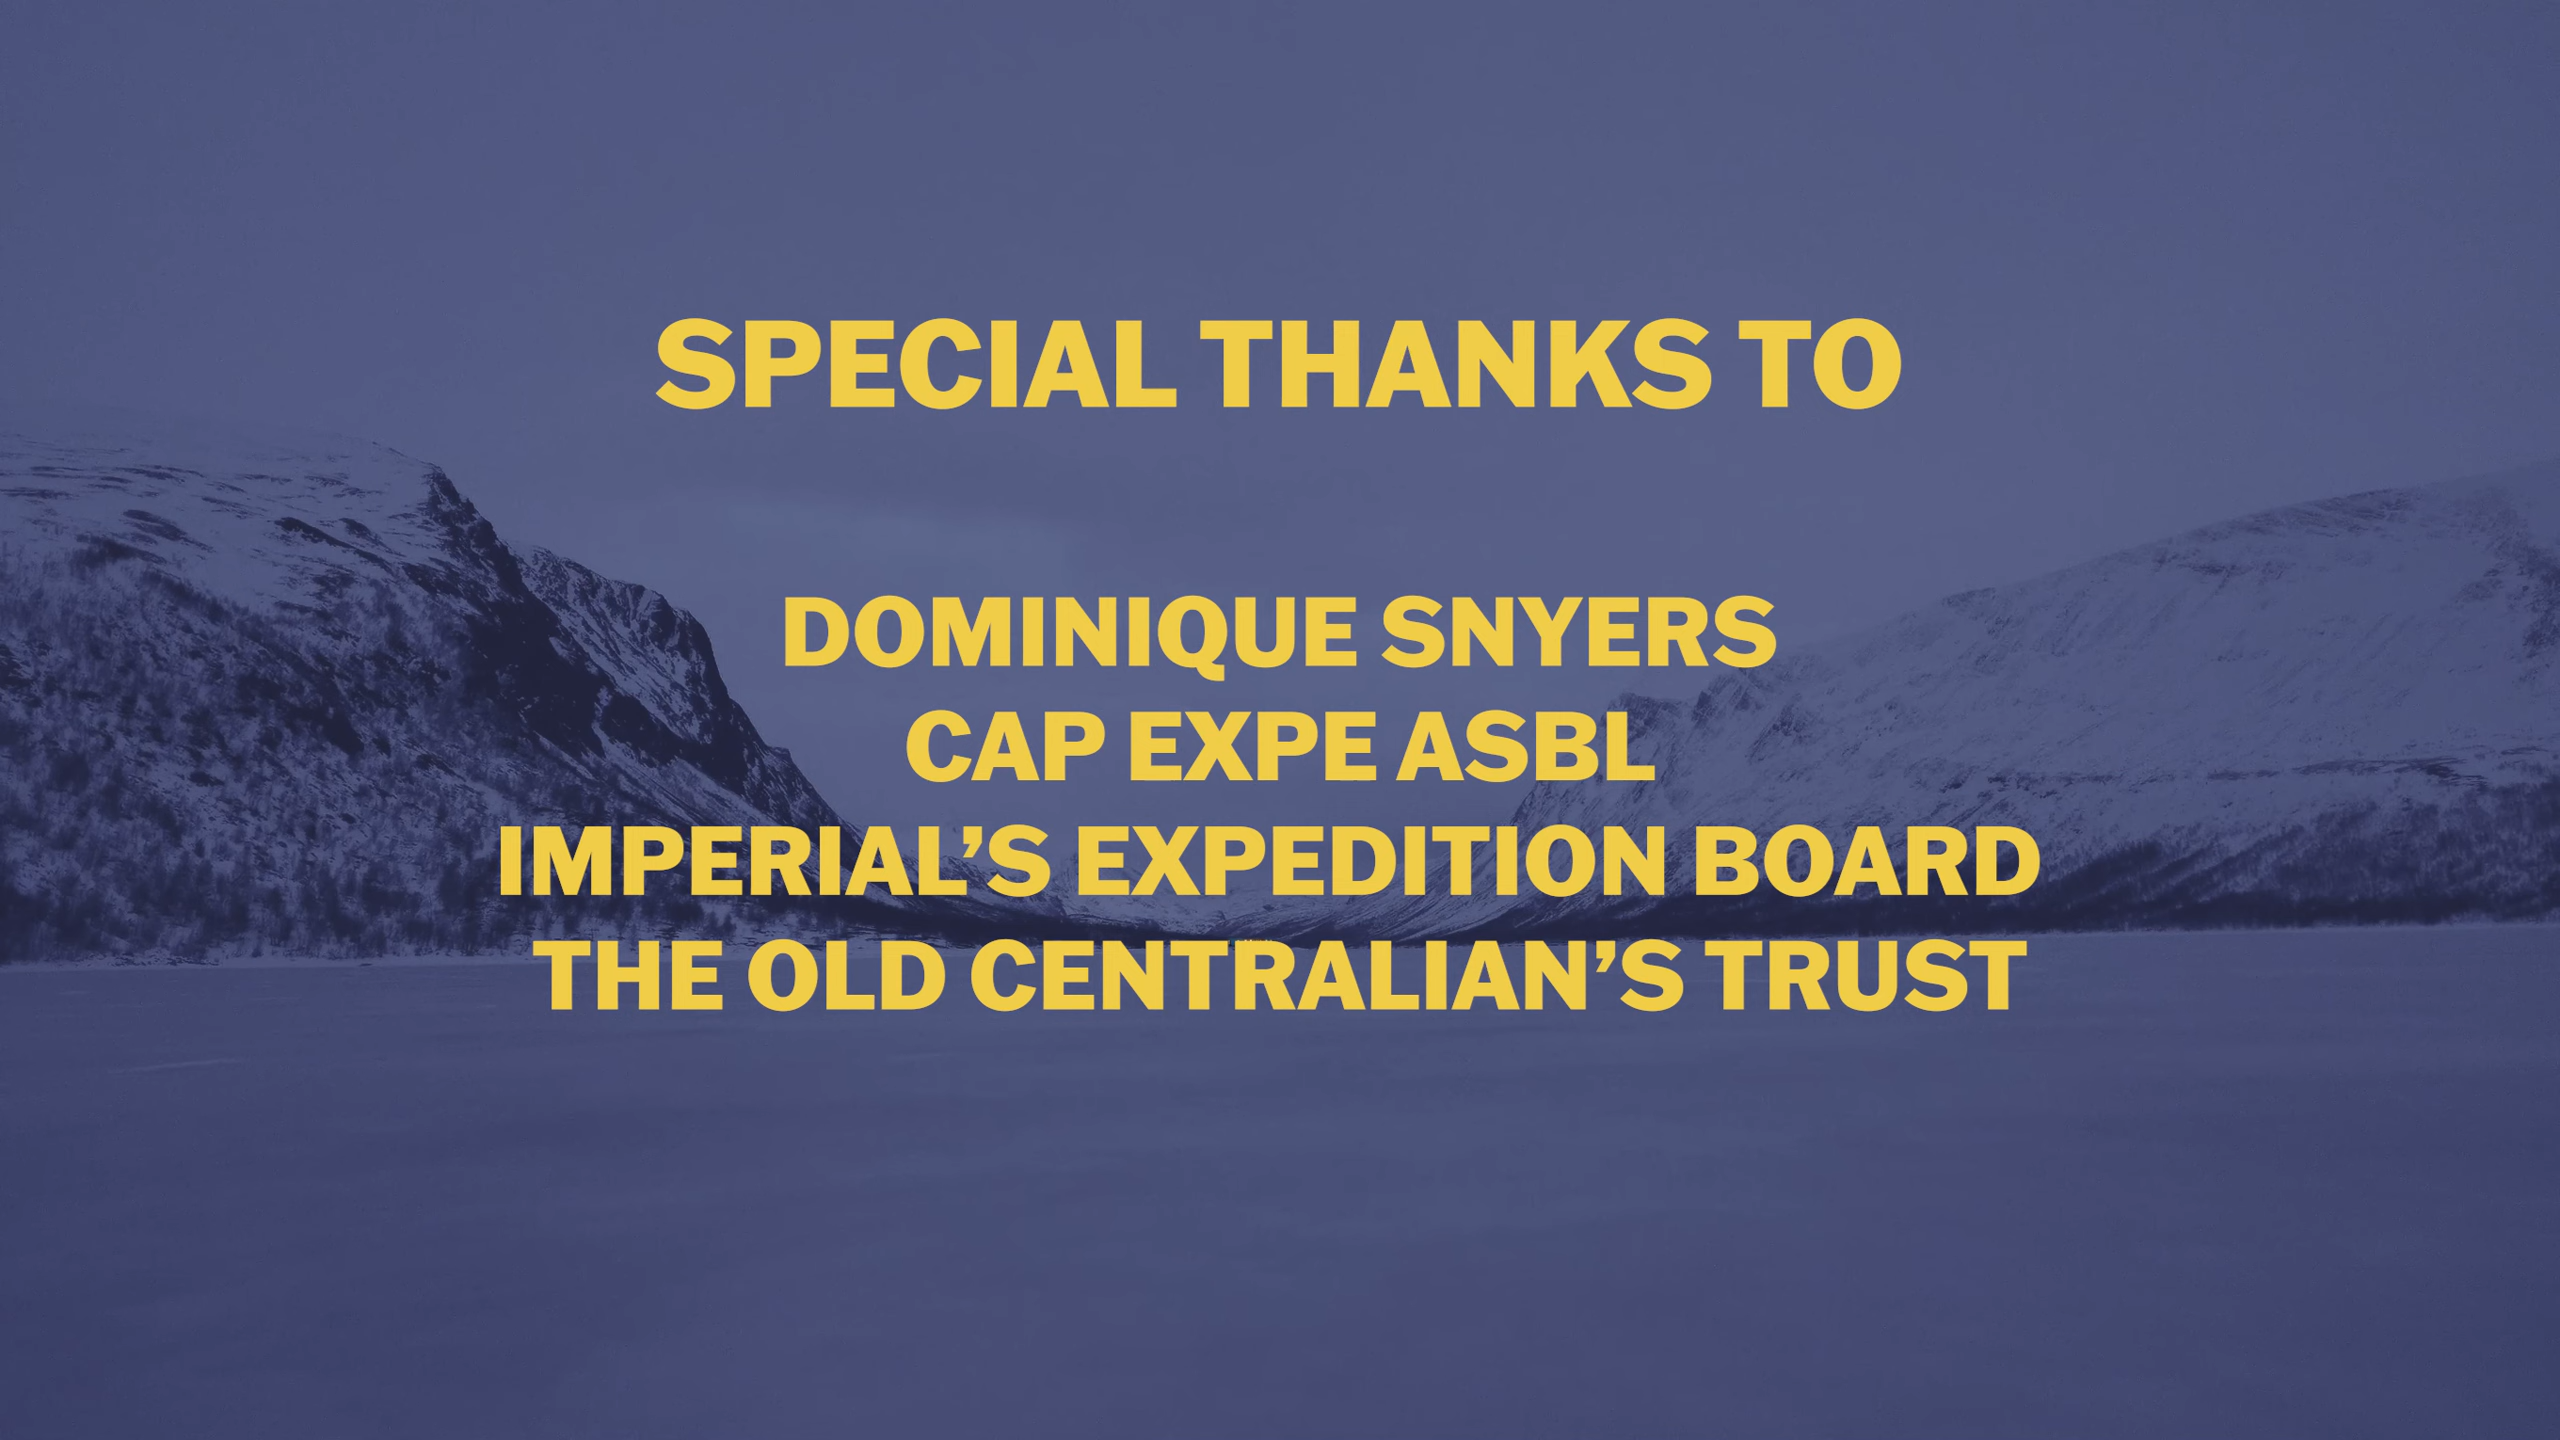 SPECIAL THANKS TO
DOMINIQUE SNYERS
CAP EXPE ASBL
IMPERIAL’S EXPEDITION BOARD
THE OLD CENTRALIAN’S TRUST